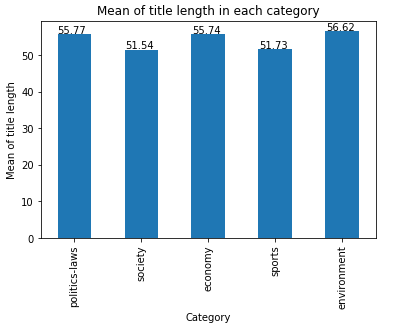 Mean of title length in each category
55.77
51.54
55.74
51.73
56.62
Mean of title length
50
40
30
20
10
0
politics-laws
society
economy
sports
environment
Category